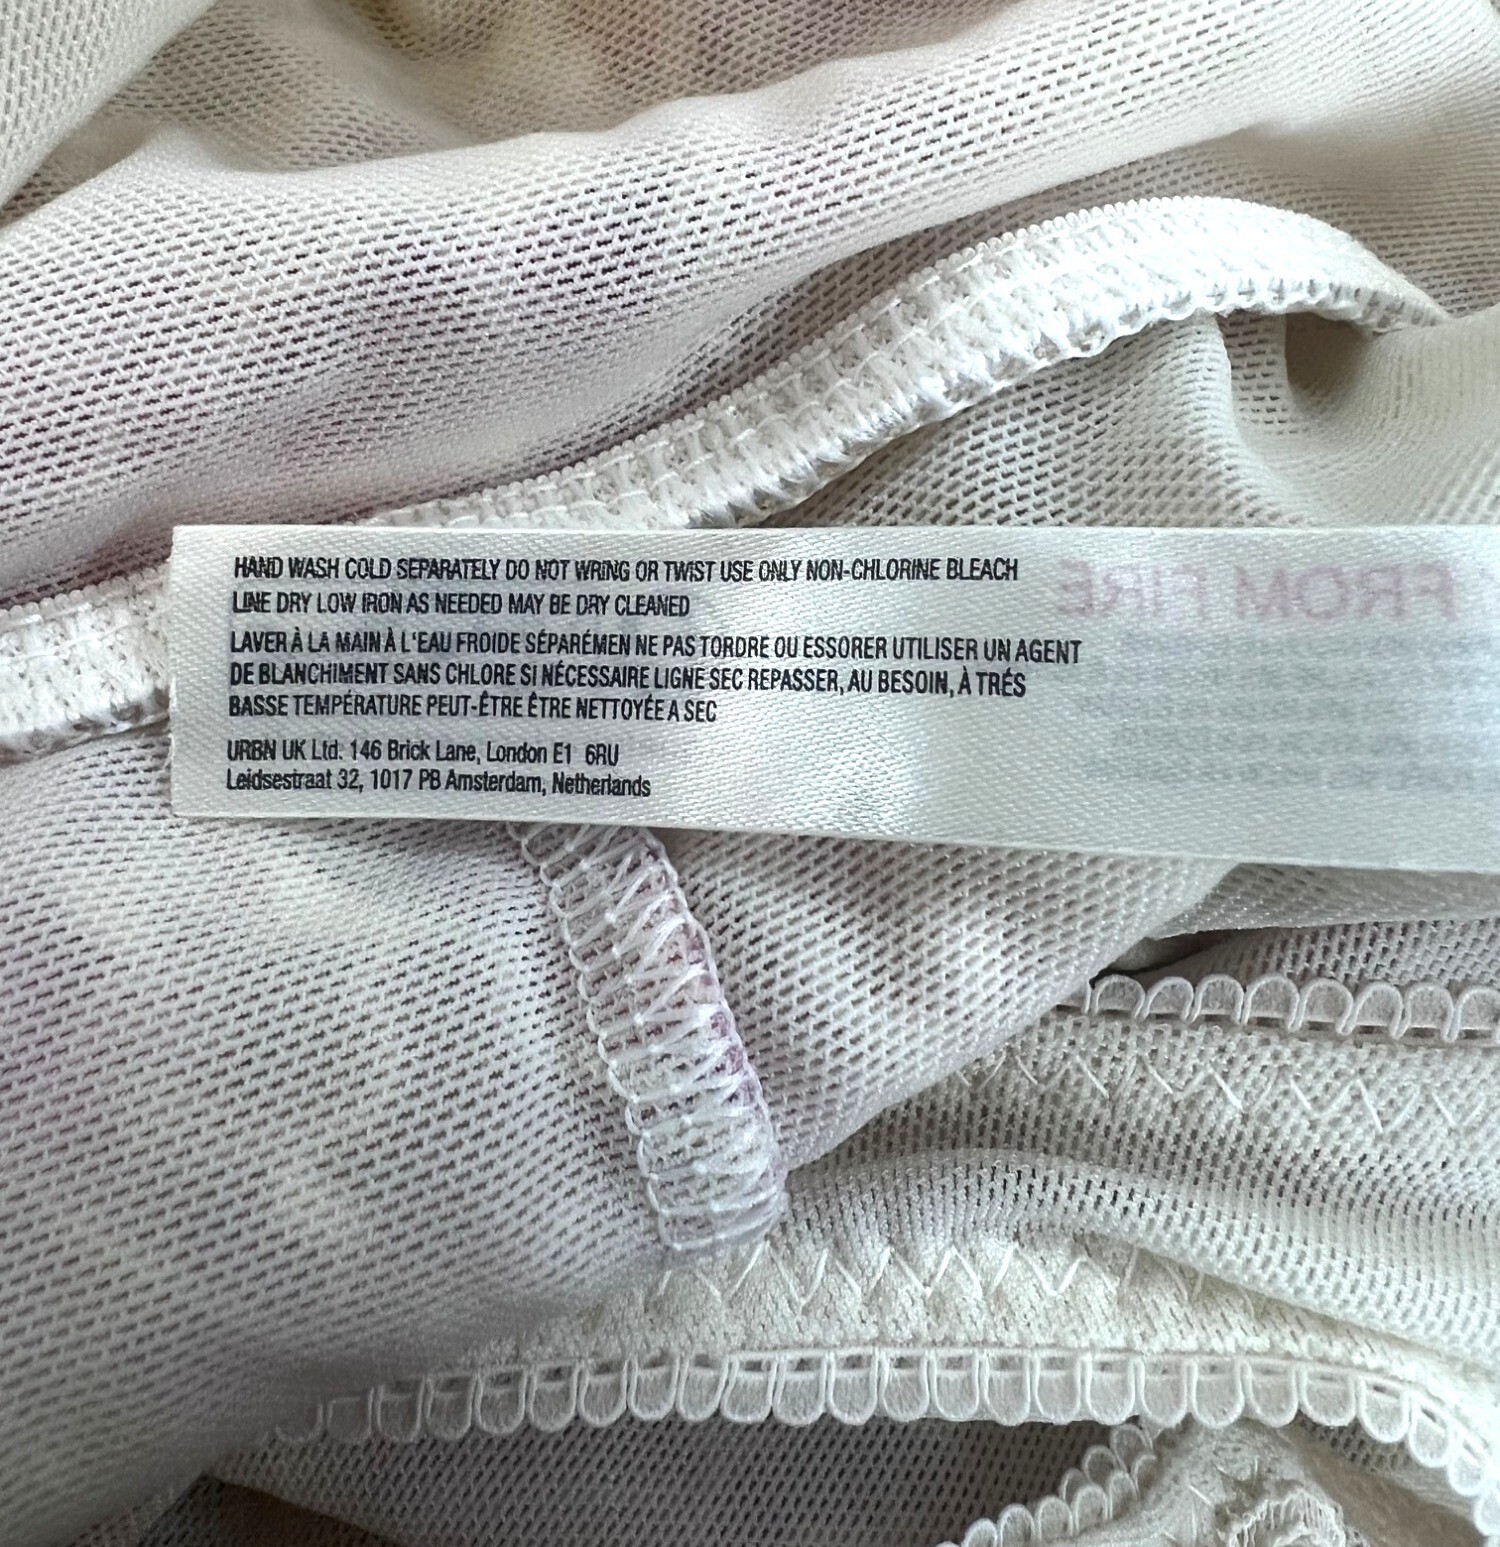 HAND WASH COLD SEPARATELY DO NOT WRING OR TWIST USE ONLY NON-CHLORINE BLEACH
LINE DRY LOW IRON AS NEEDED MAY BE DRY CLEANED
LAVER À LA MAIN À L'EAU FROIDE SÉPARÉMEN NE PAS TORDRE OU ESSORER UTILISER UN AGENT
DE BLANCHIMENT SANS CHLORE SI NÉCESSAIRE LIGNE SEC REPASSER, AU BESOIN, À TRÉS
BASSE TEMPÉRATURE PEUT-ÊTRE ÊTRE NETTOYÉE A SEC
URBN UK Ltd. 146 Brick Lane, London E1 6RU
Leidsestraat 32, 1017 PB Amsterdam, Netherlands
FROM FIRE